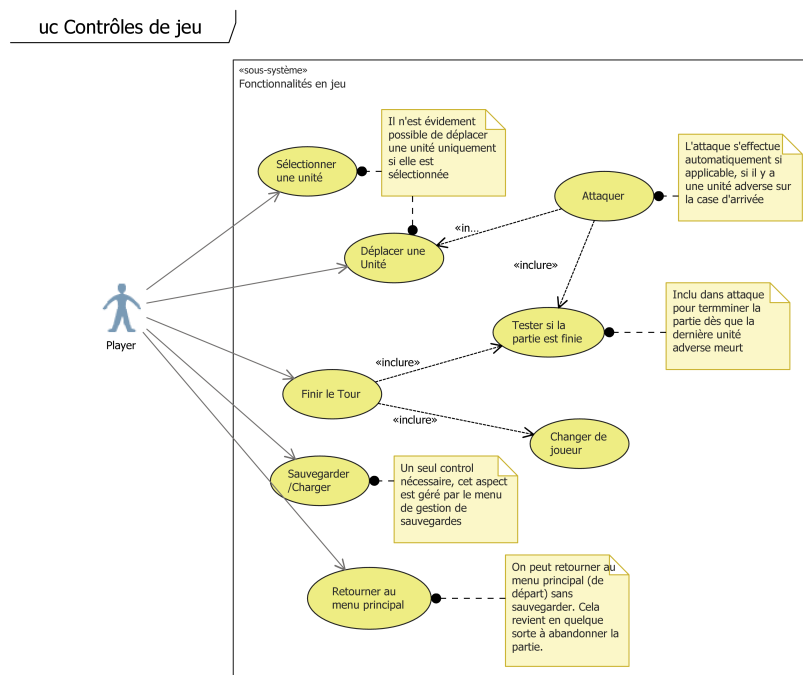 uc Contrôles de jeu
«sous-système»
Fonctionnalités en jeu
Il n'est évidement
possible de déplacer
une unité uniquement
si elle est
sélectionnée
L'attaque s'effectue
automatiquement si
applicable, si il y a
une unité adverse sur
la case d'arrivée
Sélectionner
une unité
Attaquer
«in...
Déplacer une
Unité
«inclure»
Inclu dans attaque
pour termminer la
partie dès que la
dernière unité
adverse meurt
Player
Tester si la
partie est finie
«inclure»
Finir le Tour
«inclure»
Changer de
joueur
Sauvegarder
/Charger
Un seul control
nécessaire, cet aspect
est géré par le menu
de gestion de
sauvegardes
Retourner au
menu principal
On peut retourner au
menu principal (de
départ) sans
sauvegarder. Cela
revient en quelque
sorte à abandonner la
partie.